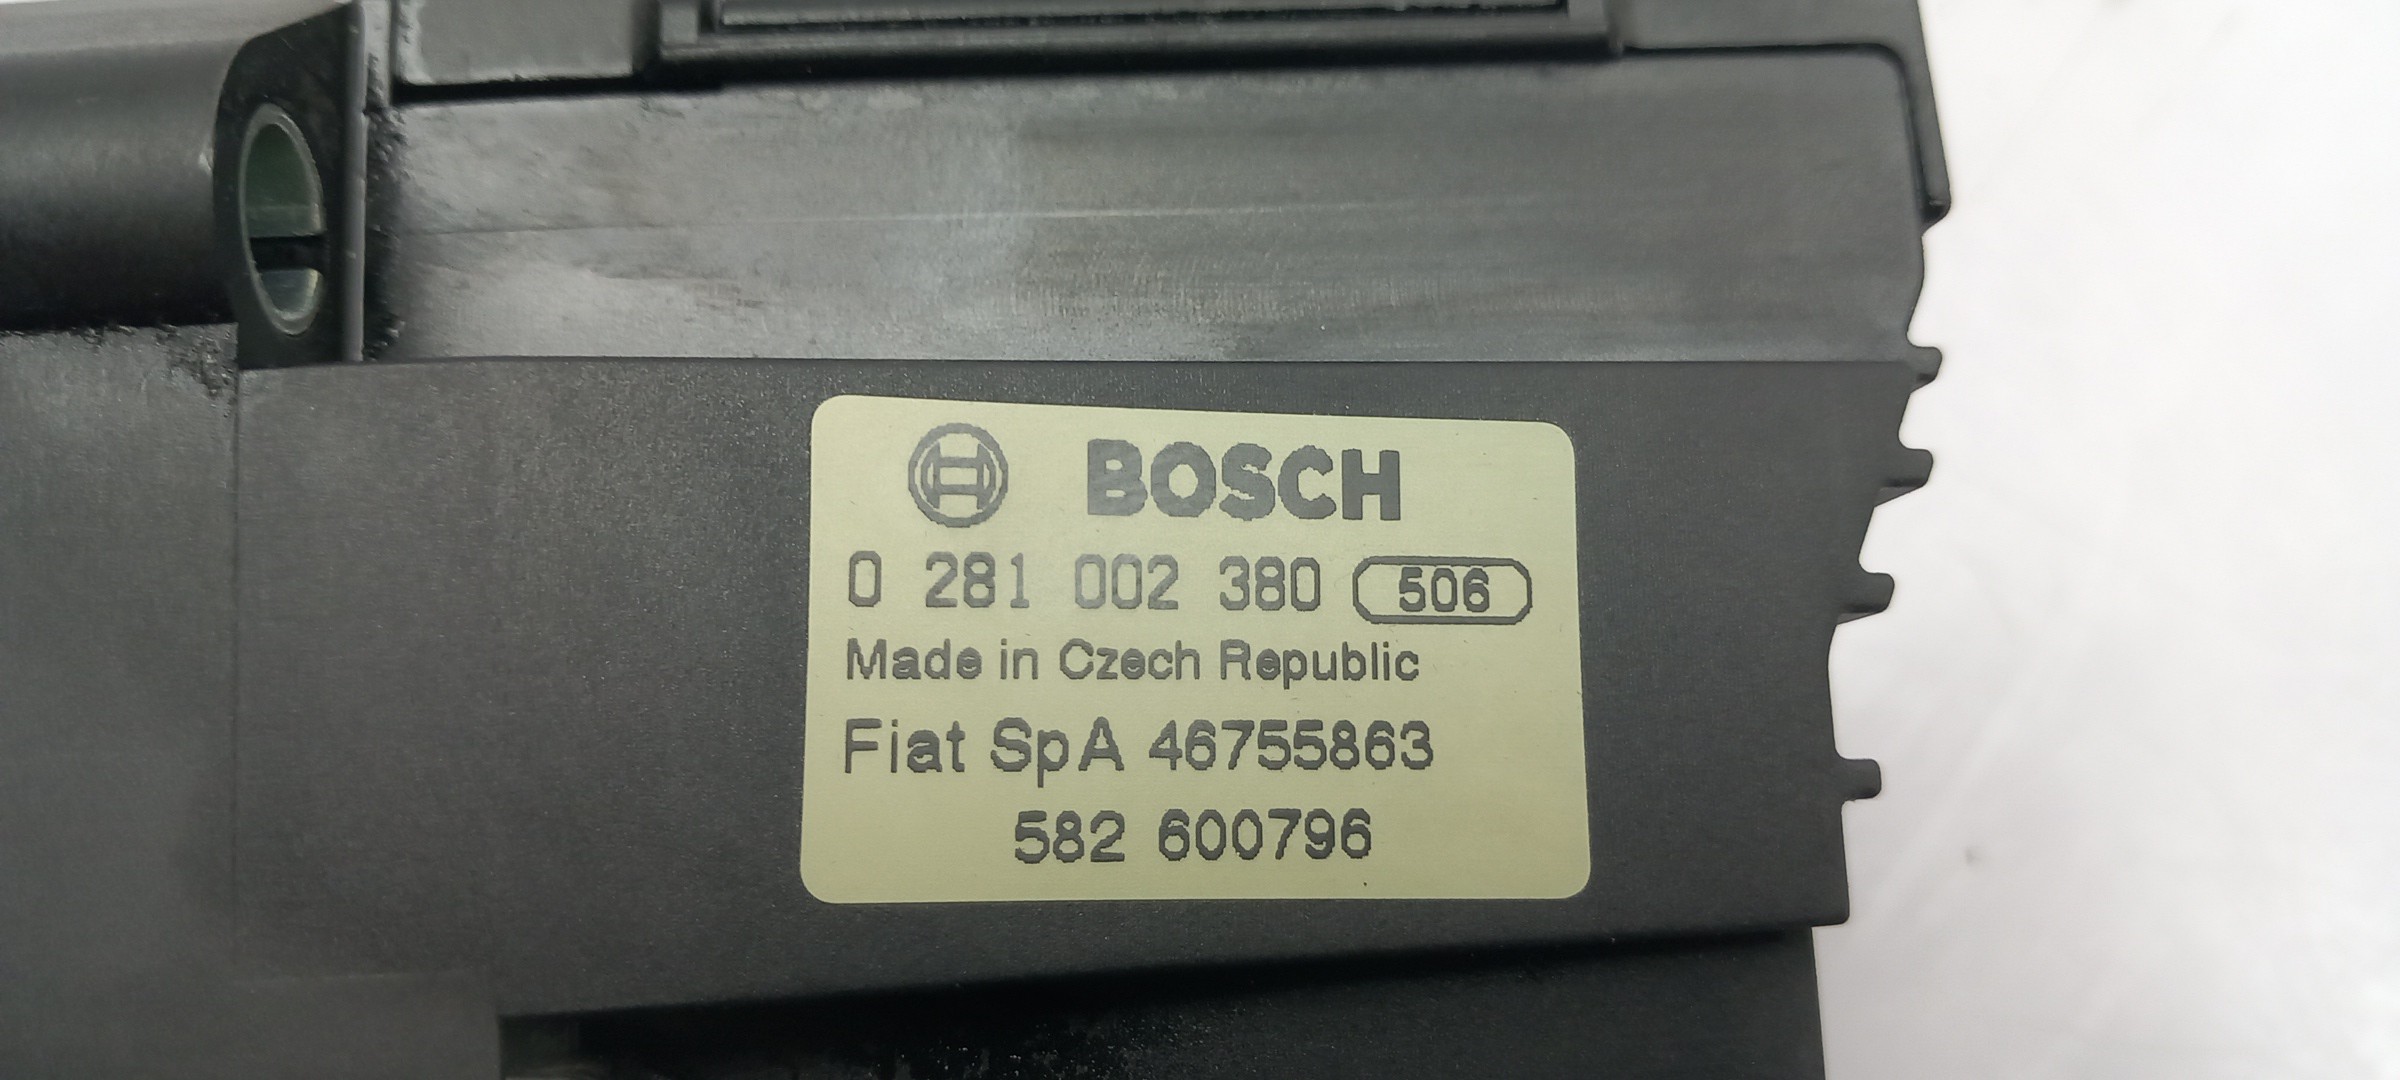 BOSCH
0 281 002 380 506
Made in Czech Republic
Fiat SpA 46755863
582 600796